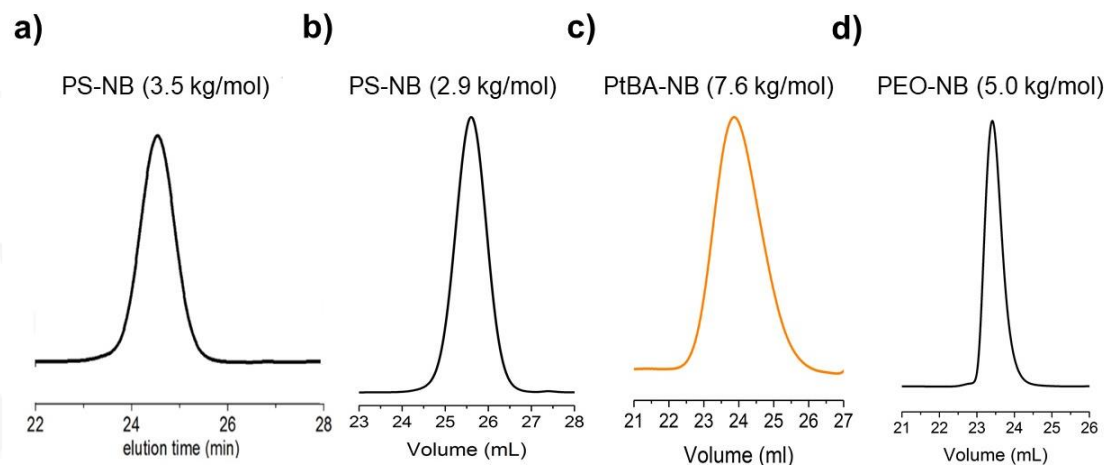 a)
PS-NB (3.5 kg/mol)
22 24 26 28
elution time (min)
b)
PS-NB (2.9 kg/mol)
23 24 25 26 27 28
Volume (mL)
c)
PtBA-NB (7.6 kg/mol)
21 22 23 24 25 26 27
Volume (ml)
d)
PEO-NB (5.0 kg/mol)
21 22 23 24 25 26
Volume (mL)